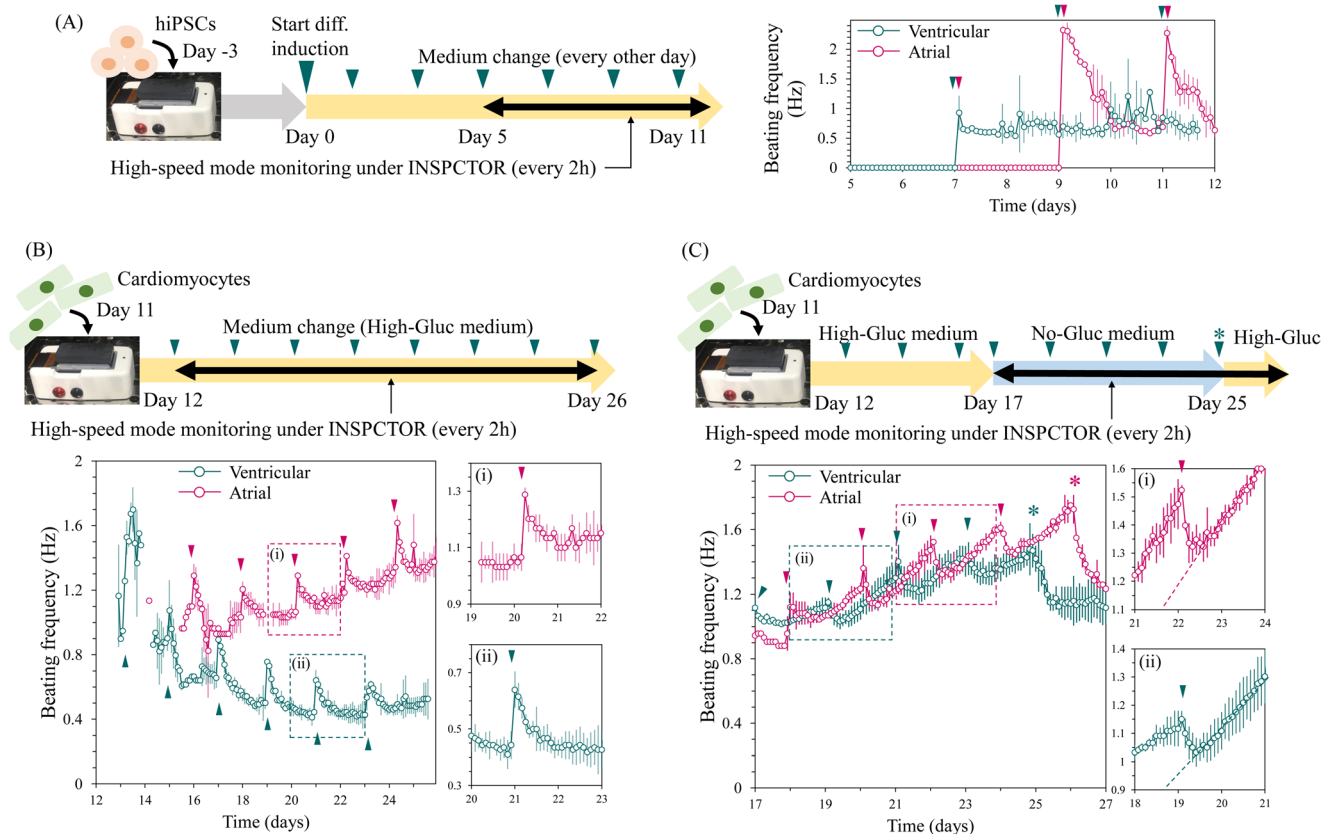 (A)
hiPSCs
Day -3
Start diff.
induction
Medium change (every other day)
Day 0
Day 5
Day 11
High-speed mode monitoring under INSPCTOR (every 2h)
Ventricular
Atrial
Beating frequency
(Hz)
2
1.5
1
0.5
0
5
6
7
8
9
10
11
12
Time (days)
(B)
Cardiomyocytes
Day 11
Medium change (High-Gluc medium)
Day 12
Day 26
High-speed mode monitoring under INSPCTOR (every 2h)
Ventricular
Atrial
Beating frequency (Hz)
2
1.6
1.2
0.8
0.4
0
(i)
(ii)
12
14
16
18
20
22
24
Time (days)
(i)
1.3
1.1
0.9
19
20
21
22
(ii)
0.7
0.5
0.3
20
21
22
23
(C)
Cardiomyocytes
Day 11
High-Gluc medium
No-Gluc medium
*
High-Gluc
Day 12
Day 17
Day 25
High-speed mode monitoring under INSPCTOR (every 2h)
Ventricular
Atrial
Beating frequency (Hz)
2
1.6
1.2
0.8
0.4
0
(i)
(ii)
*
*
17
19
21
23
25
27
Time (days)
(i)
1.6
1.5
1.4
1.3
1.2
1.1
21
22
23
24
(ii)
1.3
1.2
1.1
1
0.9
18
19
20
21